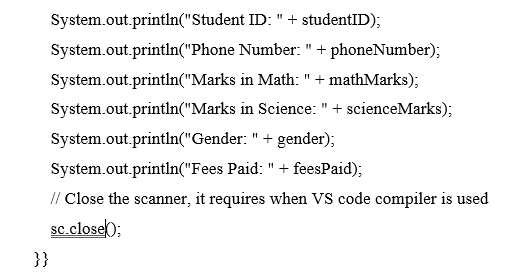 System.out.println("Student ID: " + studentID);
System.out.println("Phone Number: " + phoneNumber);
System.out.println("Marks in Math: " + mathMarks);
System.out.println("Marks in Science: " + scienceMarks);
System.out.println("Gender: " + gender);
System.out.println("Fees Paid: " + feesPaid);
// Close the scanner, it requires when VS code compiler is used
sc.close();
}}